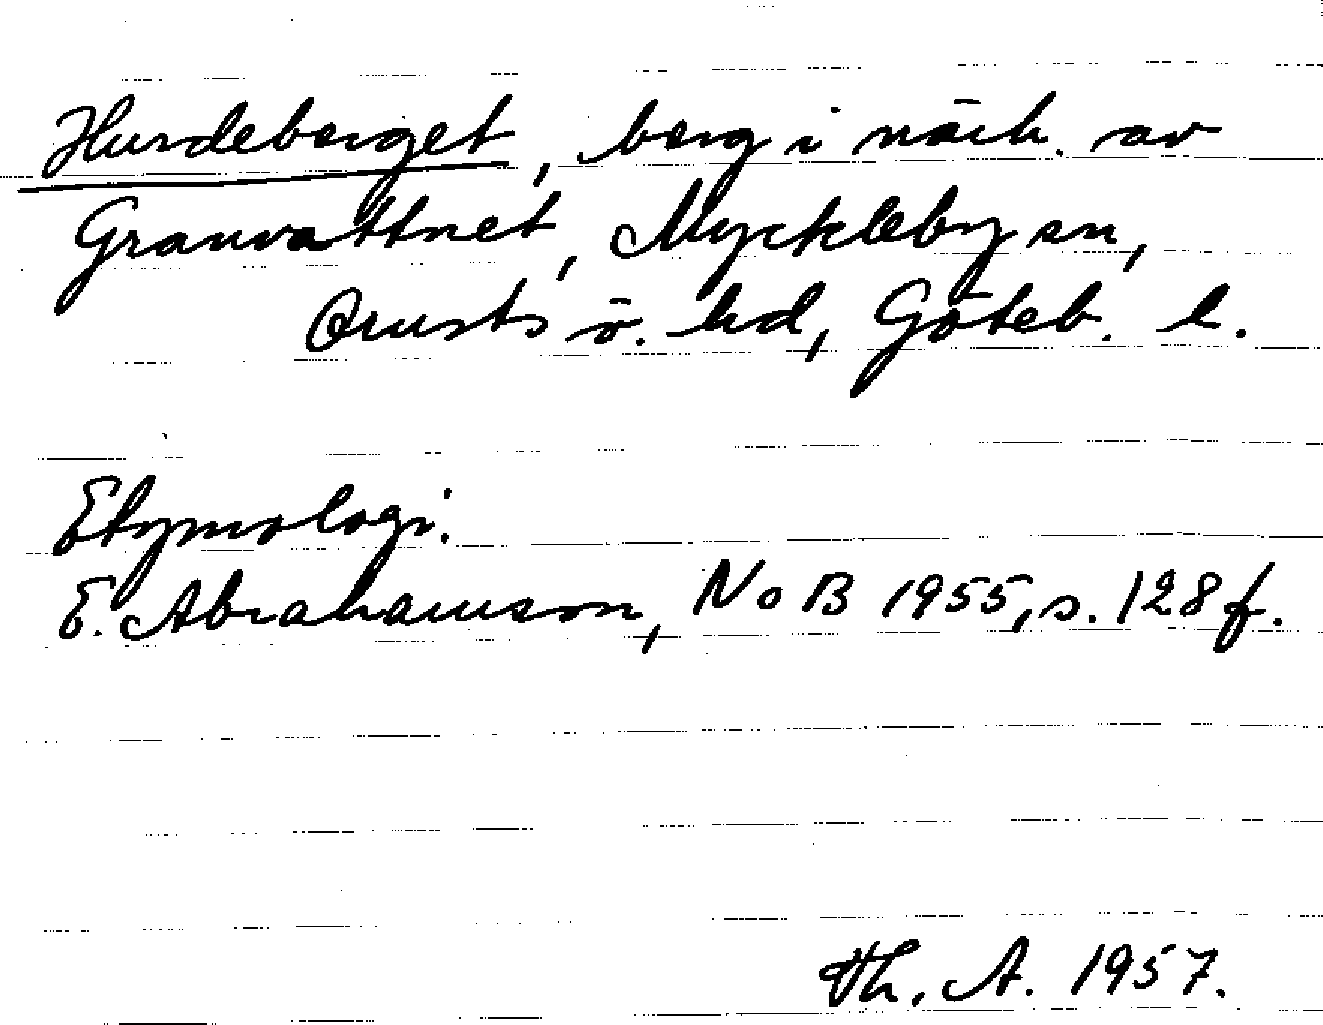 Hurdeberget, berg i närh. av
Granvattnet, Myckleby sn,
Orusts ö. hd, Göteb. l.
Etymologi.
E. Abrahamson, NoB 1955, s. 128 f.
Th. A. 1957.